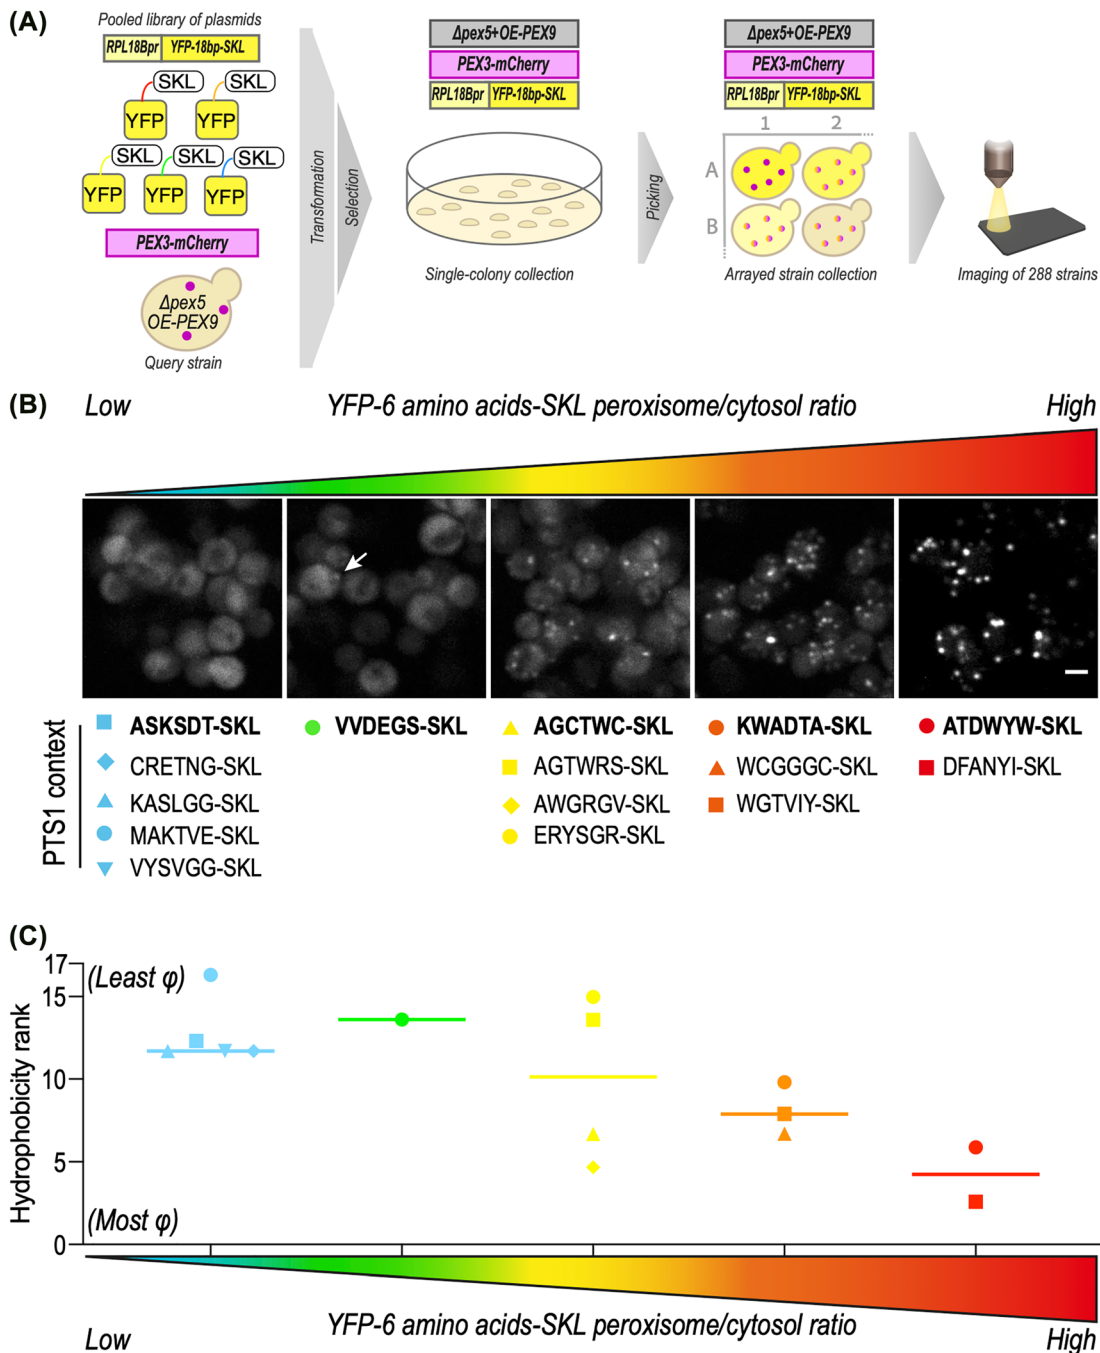 (A)
Pooled library of plasmids
RPL18Bpr YFP-18bp-SKL
SKL SKL
YFP YFP
SKL SKL SKL
YFP YFP YFP
PEX3-mCherry
Δpex5
OE-PEX9
Query strain
Transformation
Selection
Δpex5+OE-PEX9
PEX3-mCherry
RPL18Bpr YFP-18bp-SKL
Single-colony collection
Picking
Δpex5+OE-PEX9
PEX3-mCherry
RPL18Bpr YFP-18bp-SKL
1 2
A
B
Arrayed strain collection
Imaging of 288 strains
(B)
Low YFP-6 amino acids-SKL peroxisome/cytosol ratio High
PTS1 context
ASKSDT-SKL
CRETNG-SKL
KASLGG-SKL
MAKTVE-SKL
VYSVGG-SKL
VVDEGS-SKL
AGCTWC-SKL
AGTWRS-SKL
AWGRGV-SKL
ERYSGR-SKL
KWADTA-SKL
WCGGGC-SKL
WGTVIY-SKL
ATDWYW-SKL
DFANYI-SKL
(C)
Hydrophobicity rank
17
15
10
5
0
(Least φ)
(Most φ)
Low YFP-6 amino acids-SKL peroxisome/cytosol ratio High